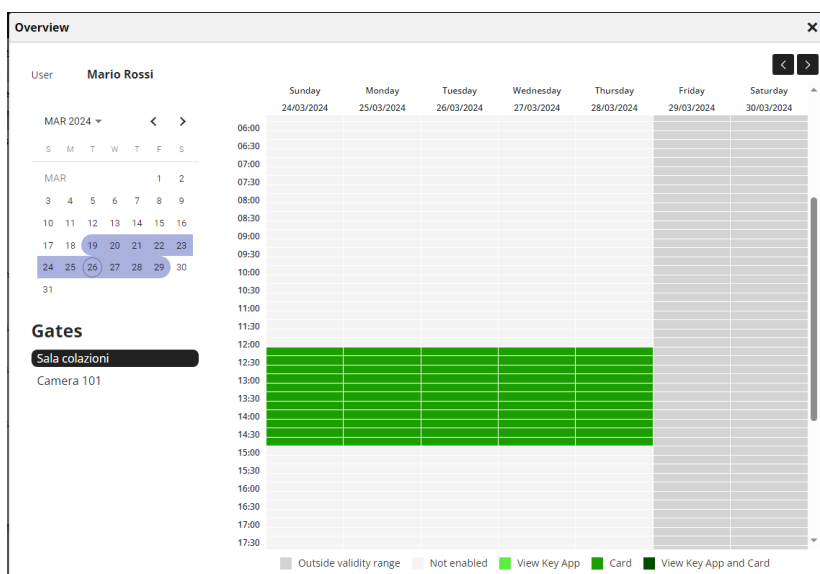 Overview
User Mario Rossi
MAR 2024
S M T W T F S
MAR 1 2
3 4 5 6 7 8 9
10 11 12 13 14 15 16
17 18 19 20 21 22 23
24 25 26 27 28 29 30
31
Gates
Sala colazioni
Camera 101
Sunday Monday Tuesday Wednesday Thursday Friday Saturday
24/03/2024 25/03/2024 26/03/2024 27/03/2024 28/03/2024 29/03/2024 30/03/2024
06:00
06:30
07:00
07:30
08:00
08:30
09:00
09:30
10:00
10:30
11:00
11:30
12:00
12:30
13:00
13:30
14:00
14:30
15:00
15:30
16:00
16:30
17:00
17:30
Outside validity range Not enabled View Key App Card View Key App and Card